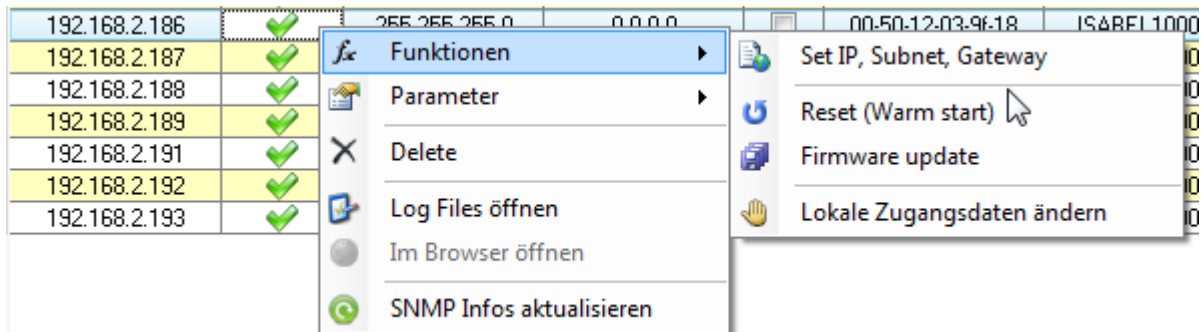 192.168.2.186 255.255.255.0 0.0.0.0 00-50-12-03-9f-18 ISABEL1000
192.168.2.187
192.168.2.188
192.168.2.189
192.168.2.191
192.168.2.192
192.168.2.193
fx Funktionen
Parameter
Delete
Log Files öffnen
Im Browser öffnen
SNMP Infos aktualisieren
Set IP, Subnet, Gateway
Reset (Warm start)
Firmware update
Lokale Zugangsdaten ändern